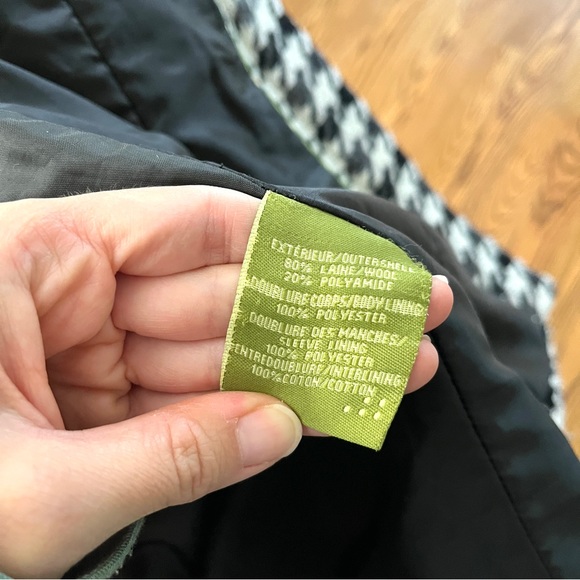 EXTÉRIEUR/OUTERSHELL
80% LAINE/WOOL
20% POLYAMIDE
DOUBLURE CORPS/BODY LINING
100% POLYESTER
DOUBLURE DES MANCHES/
SLEEVE LINING
100% POLYESTER
ENTREDOUBLURE/INTERLINING
100%COTON/COTTON